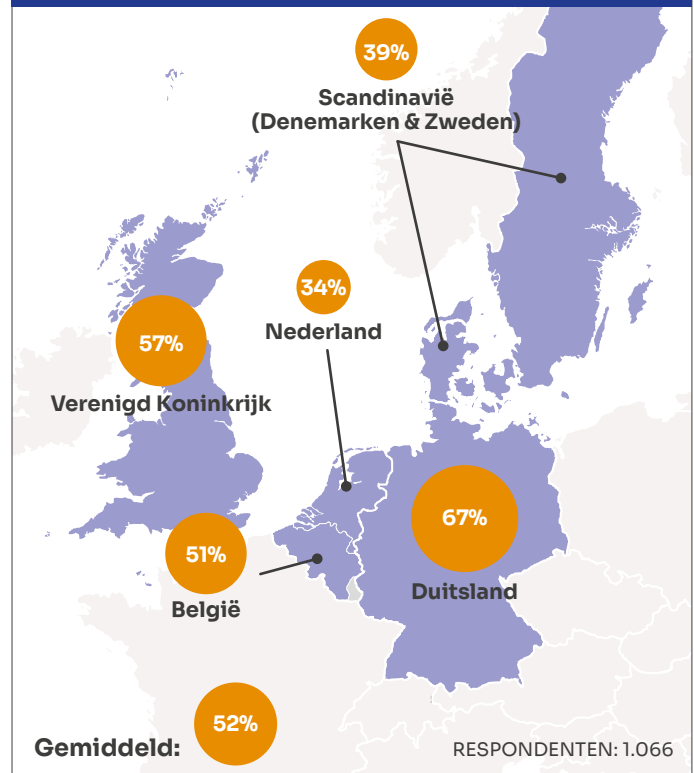 39%
Scandinavië
(Denemarken & Zweden)
34%
Nederland
57%
Verenigd Koninkrijk
67%
Duitsland
51%
België
52%
Gemiddeld:
RESPONDENTEN: 1.066